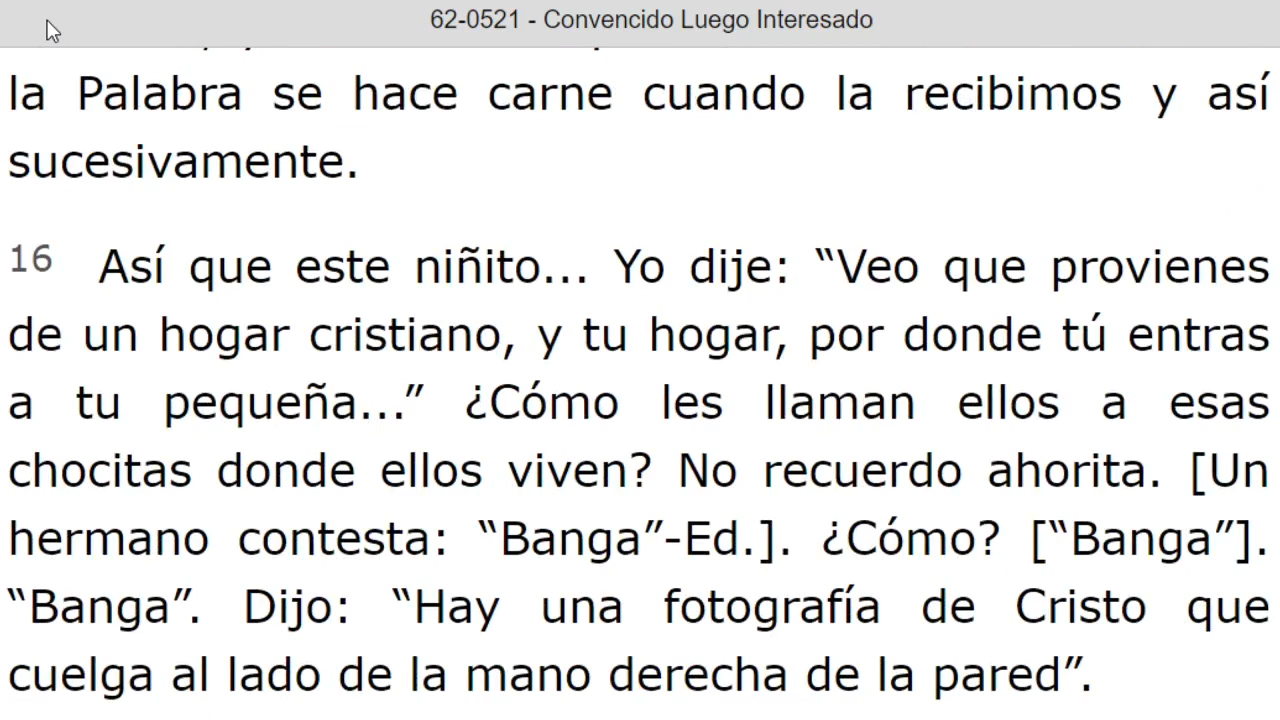 62-0521 - Convencido Luego Interesado
la Palabra se hace carne cuando la recibimos y así
sucesivamente.
16 Así que este niñito... Yo dije: “Veo que provienes
de un hogar cristiano, y tu hogar, por donde tú entras
a tu pequeña...” ¿Cómo les llaman ellos a esas
chocitas donde ellos viven? No recuerdo ahorita. [Un
hermano contesta: “Banga”-Ed.]. ¿Cómo? [“Banga”].
“Banga”. Dijo: “Hay una fotografía de Cristo que
cuelga al lado de la mano derecha de la pared”.